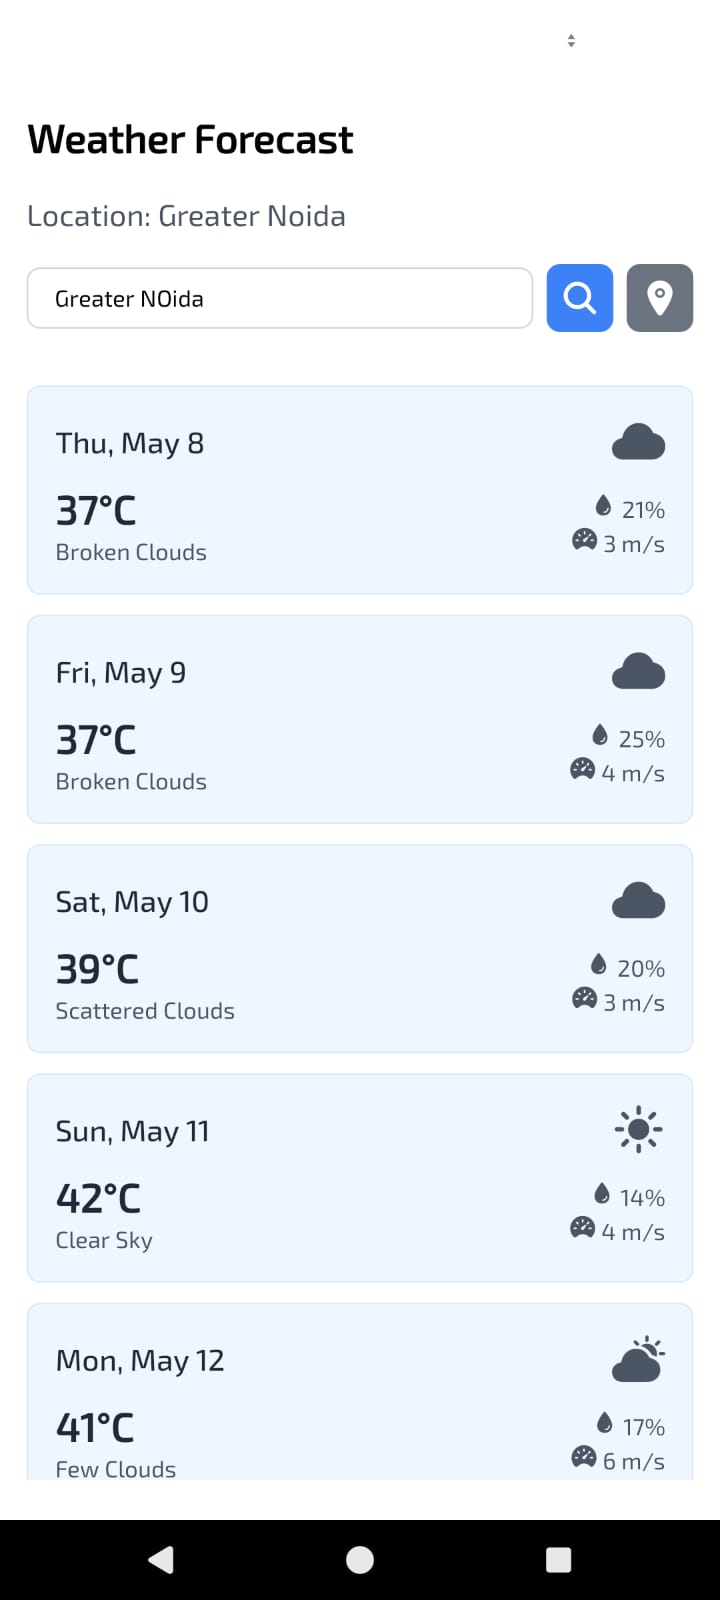 Weather Forecast
Location: Greater Noida
Greater NOida
Thu, May 8
37°C
Broken Clouds
21%
3 m/s
Fri, May 9
37°C
Broken Clouds
25%
4 m/s
Sat, May 10
39°C
Scattered Clouds
20%
3 m/s
Sun, May 11
42°C
Clear Sky
14%
4 m/s
Mon, May 12
41°C
Few Clouds
17%
6 m/s